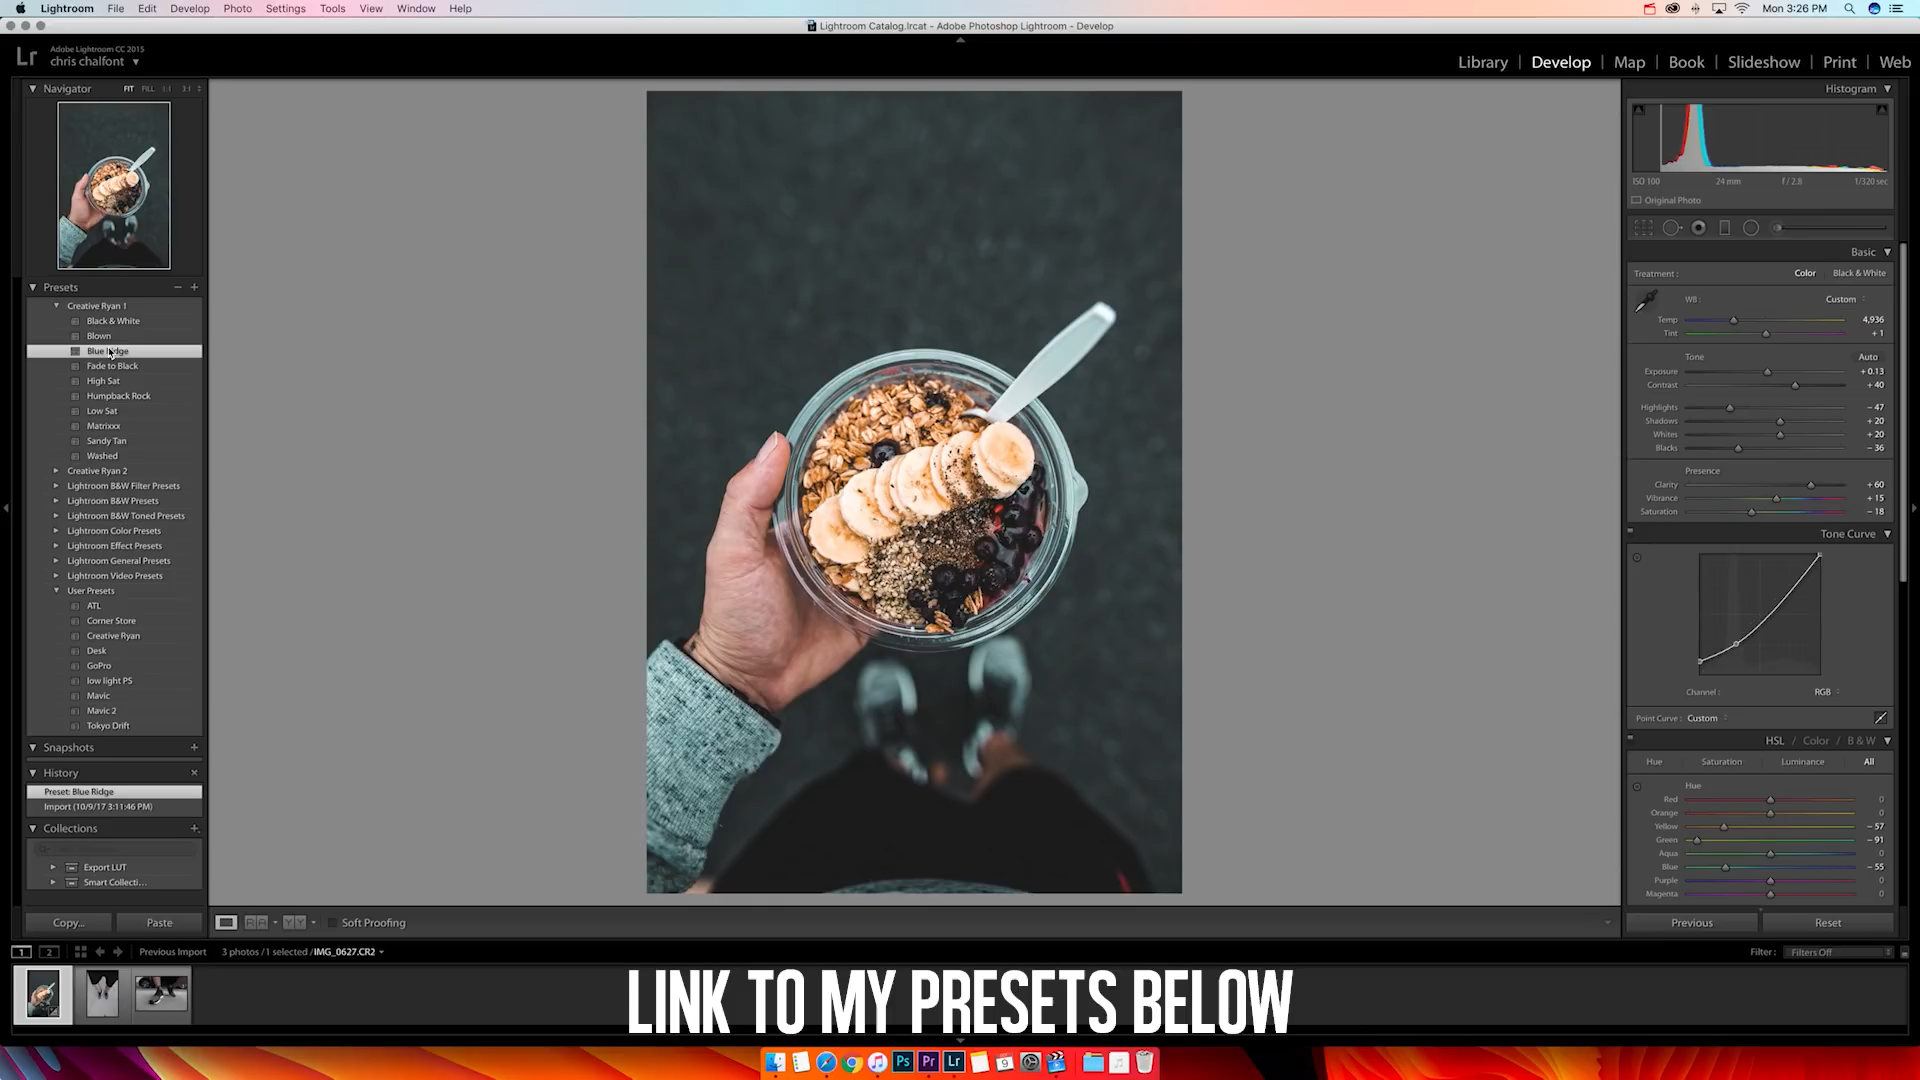 Lightroom File Edit Develop Photo Settings Tools View Window Help Mon 3:26 PM
Lightroom Catalog.lrcat - Adobe Photoshop Lightroom - Develop
Lr Adobe Lightroom CC 2015
chris chalfont
Library | Develop | Map | Book | Slideshow | Print | Web
Navigator FIT FILL 1:1 3:1
Presets
Creative Ryan 1
Black & White
Blown
Blue Ridge
Fade to Black
High Sat
Humpback Rock
Low Sat
Matrixxx
Sandy Tan
Washed
Creative Ryan 2
Lightroom B&W Filter Presets
Lightroom B&W Presets
Lightroom B&W Toned Presets
Lightroom Color Presets
Lightroom Effect Presets
Lightroom General Presets
Lightroom Video Presets
User Presets
ATL
Corner Store
Creative Ryan
Desk
GoPro
low light PS
Mavic
Mavic 2
Tokyo Drift
Snapshots
History
Preset: Blue Ridge
Import (10/9/17 3:11:46 PM)
Collections
Export LUT
Smart Collecti...
Copy... Paste
Soft Proofing
Histogram
ISO 100 24 mm f / 2.8 1/320 sec
Original Photo
Basic
Treatment : Color Black & White
WB : Custom
Temp 4,936
Tint + 1
Tone Auto
Exposure + 0.13
Contrast + 40
Highlights - 47
Shadows + 20
Whites + 20
Blacks - 36
Presence
Clarity + 60
Vibrance + 15
Saturation - 18
Tone Curve
Channel : RGB
Point Curve : Custom
HSL / Color / B & W
Hue Saturation Luminance All
Hue
Red 0
Orange 0
Yellow - 57
Green - 91
Aqua 0
Blue - 55
Purple 0
Magenta 0
Previous Reset
1 2 Previous Import 3 photos / 1 selected / IMG_0627.CR2 Filter : Filters Off
LINK TO MY PRESETS BELOW
Ps Pr Lr 9